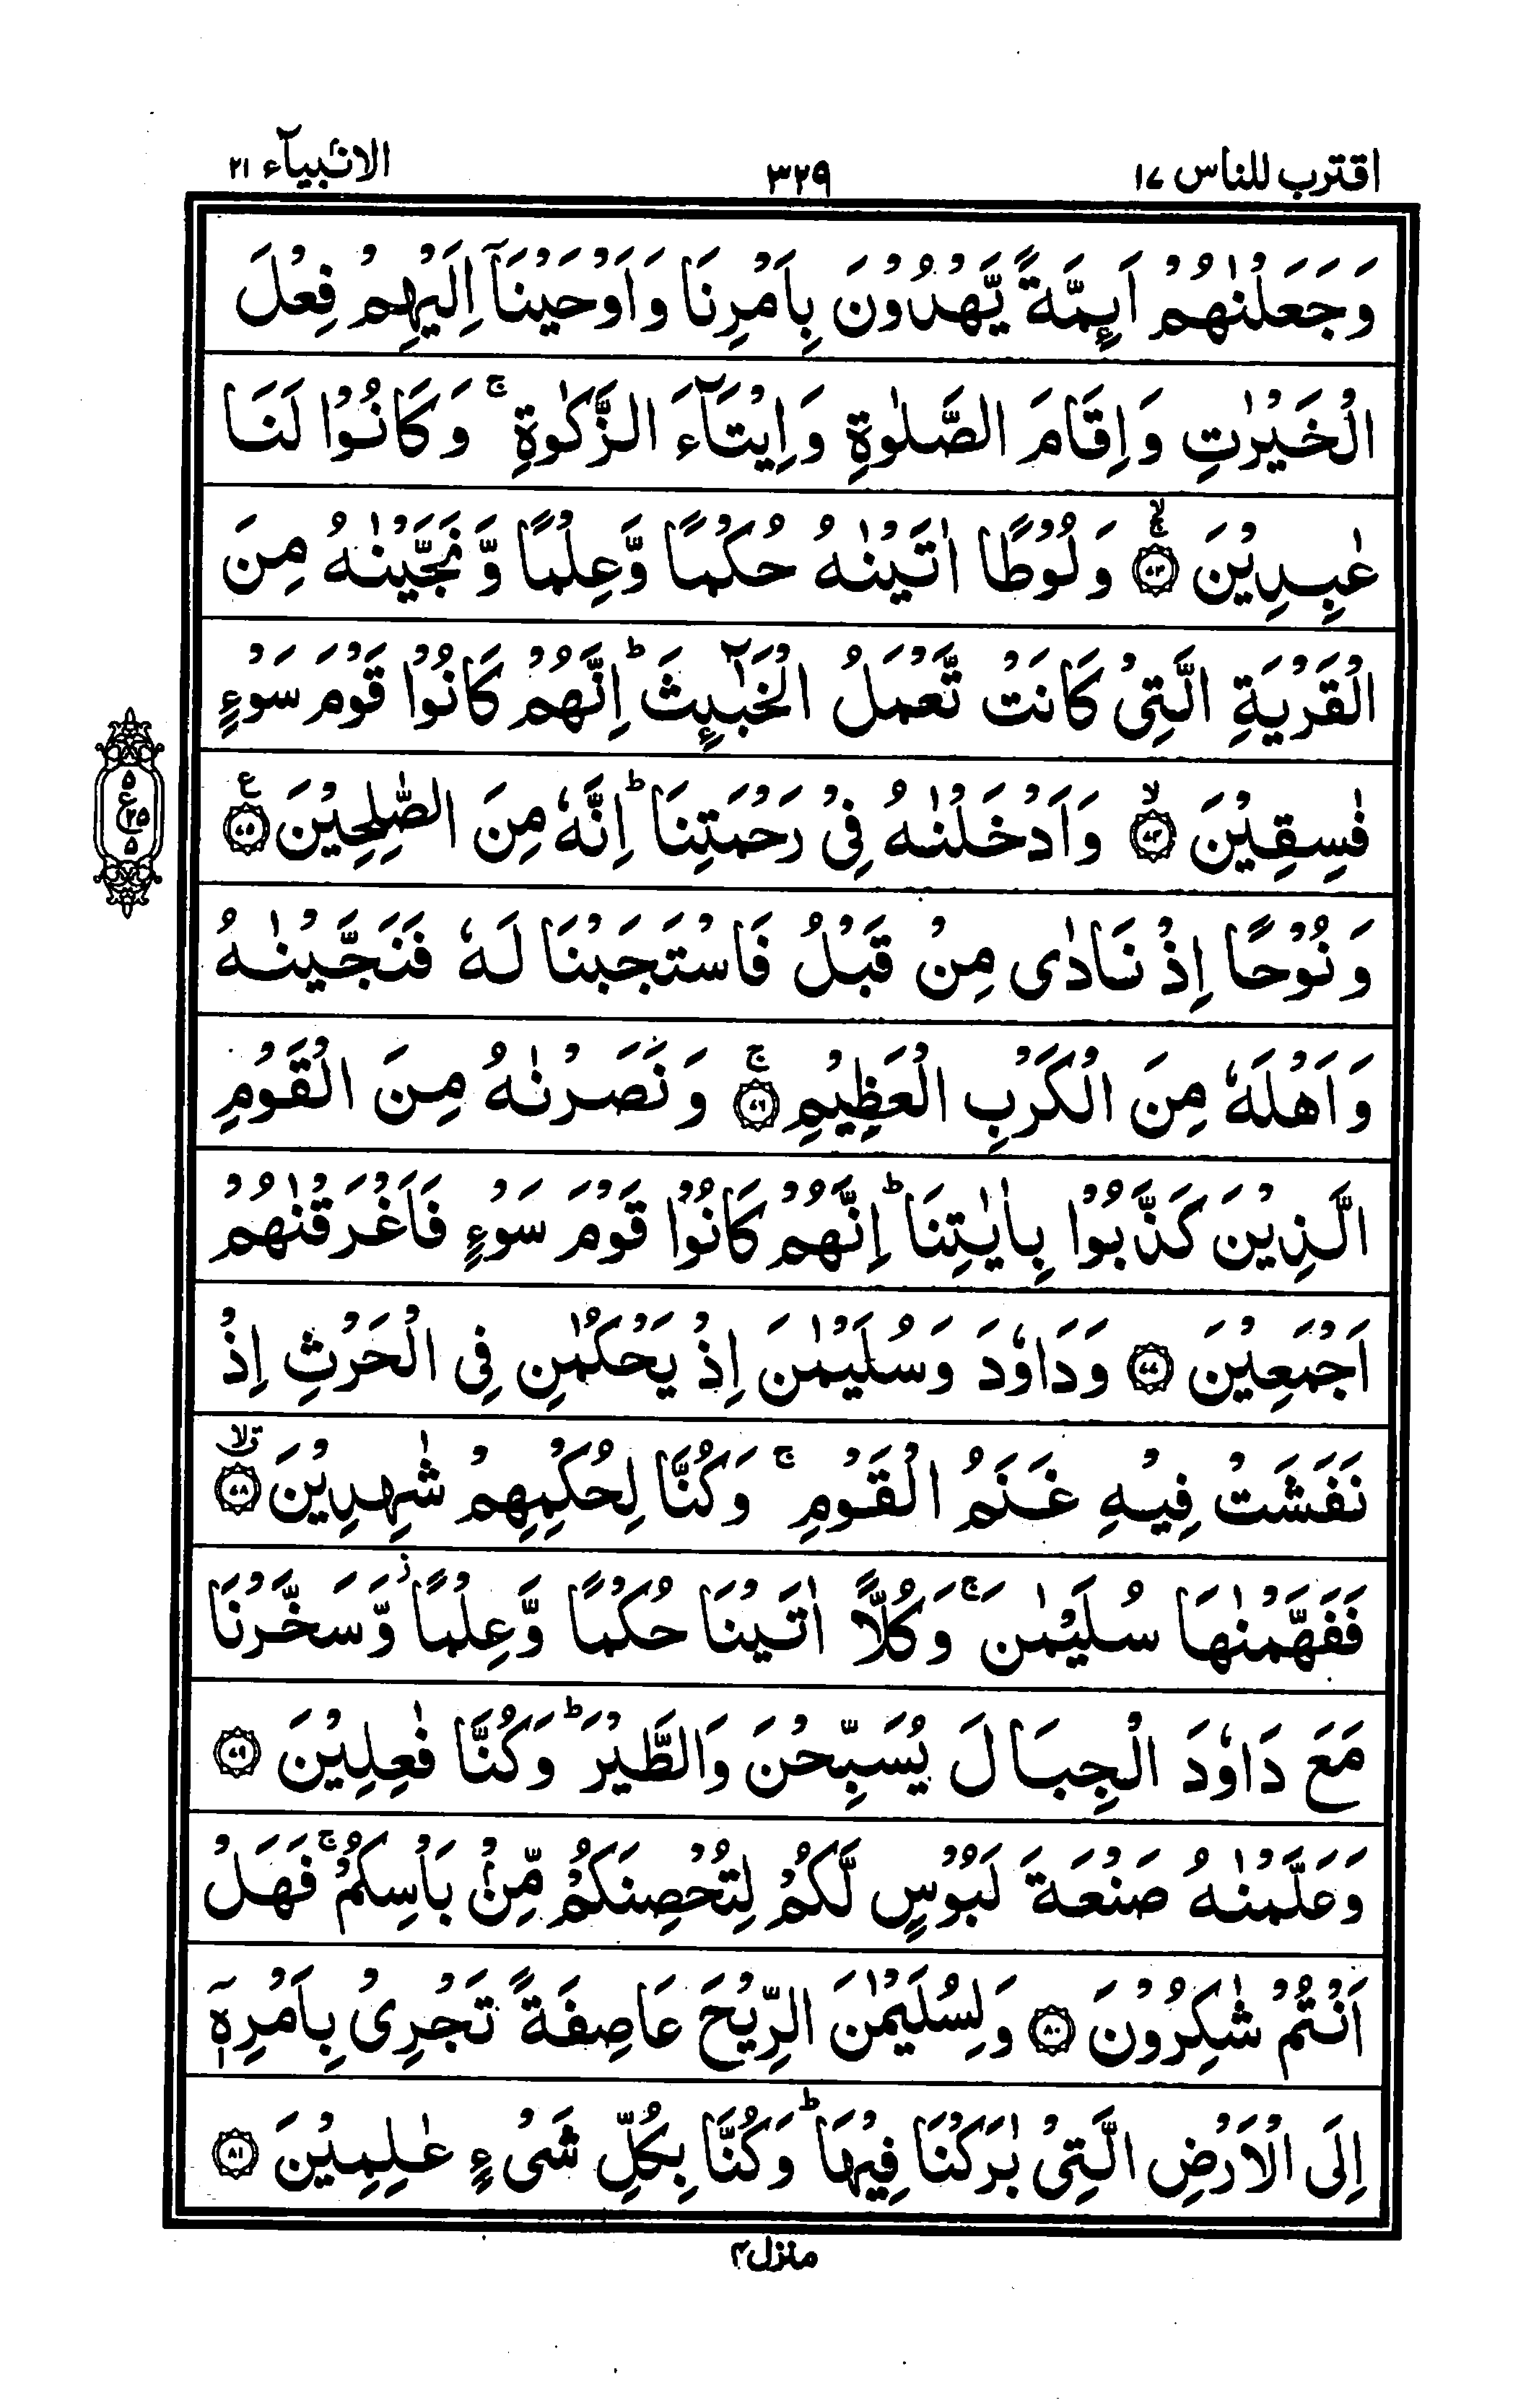 اقترب للناس ١٧
٣٢٩
الانبیآء ٢١
وَجَعَلْنٰهُمْ اَىِٕمَّةً یَّهْدُوْنَ بِاَمْرِنَا وَاَوْحَیْنَاۤ اِلَیْهِمْ فِعْلَ
الْخَیْرٰتِ وَاِقَامَ الصَّلٰوةِ وَاِیْتَآءَ الزَّكٰوةِ ۚ وَكَانُوْا لَنَا
عٰبِدِیْنَ ۙۚ ﴿٧٣﴾ وَلُوْطًا اٰتَیْنٰهُ حُكْمًا وَّعِلْمًا وَّنَجَّیْنٰهُ مِنَ
الْقَرْیَةِ الَّتِیْ كَانَتْ تَّعْمَلُ الْخَبٰٓىِٕثَ ؕ اِنَّهُمْ كَانُوْا قَوْمَ سَوْءٍ
فٰسِقِیْنَ ۙ ﴿٧٤﴾ وَاَدْخَلْنٰهُ فِیْ رَحْمَتِنَا ؕ اِنَّهٗ مِنَ الصّٰلِحِیْنَ ﴿٧٥﴾ ع
وَنُوْحًا اِذْ نَادٰى مِنْ قَبْلُ فَاسْتَجَبْنَا لَهٗ فَنَجَّیْنٰهُ
وَاَهْلَهٗ مِنَ الْكَرْبِ الْعَظِیْمِ ۚ ﴿٧٦﴾ وَنَصَرْنٰهُ مِنَ الْقَوْمِ
الَّذِیْنَ كَذَّبُوْا بِاٰیٰتِنَا ؕ اِنَّهُمْ كَانُوْا قَوْمَ سَوْءٍ فَاَغْرَقْنٰهُمْ
اَجْمَعِیْنَ ﴿٧٧﴾ وَدَاوٗدَ وَسُلَیْمٰنَ اِذْ یَحْكُمٰنِ فِی الْحَرْثِ اِذْ
نَفَشَتْ فِیْهِ غَنَمُ الْقَوْمِ ۚ وَكُنَّا لِحُكْمِهِمْ شٰهِدِیْنَ ۗۙ ﴿٧٨﴾
فَفَهَّمْنٰهَا سُلَیْمٰنَ ۚ وَكُلًّا اٰتَیْنَا حُكْمًا وَّعِلْمًا ؗ وَّسَخَّرْنَا
مَعَ دَاوٗدَ الْجِبَالَ یُسَبِّحْنَ وَالطَّیْرَ ؕ وَكُنَّا فٰعِلِیْنَ ﴿٧٩﴾
وَعَلَّمْنٰهُ صَنْعَةَ لَبُوْسٍ لَّكُمْ لِتُحْصِنَكُمْ مِّنْۢ بَاْسِكُمْ ۚ فَهَلْ
اَنْتُمْ شٰكِرُوْنَ ﴿٨٠﴾ وَلِسُلَیْمٰنَ الرِّیْحَ عَاصِفَةً تَجْرِیْ بِاَمْرِهٖۤ
اِلَى الْاَرْضِ الَّتِیْ بٰرَكْنَا فِیْهَا ؕ وَكُنَّا بِكُلِّ شَیْءٍ عٰلِمِیْنَ ﴿٨١﴾
٥
ع ٢٥
٥
منزل ٤